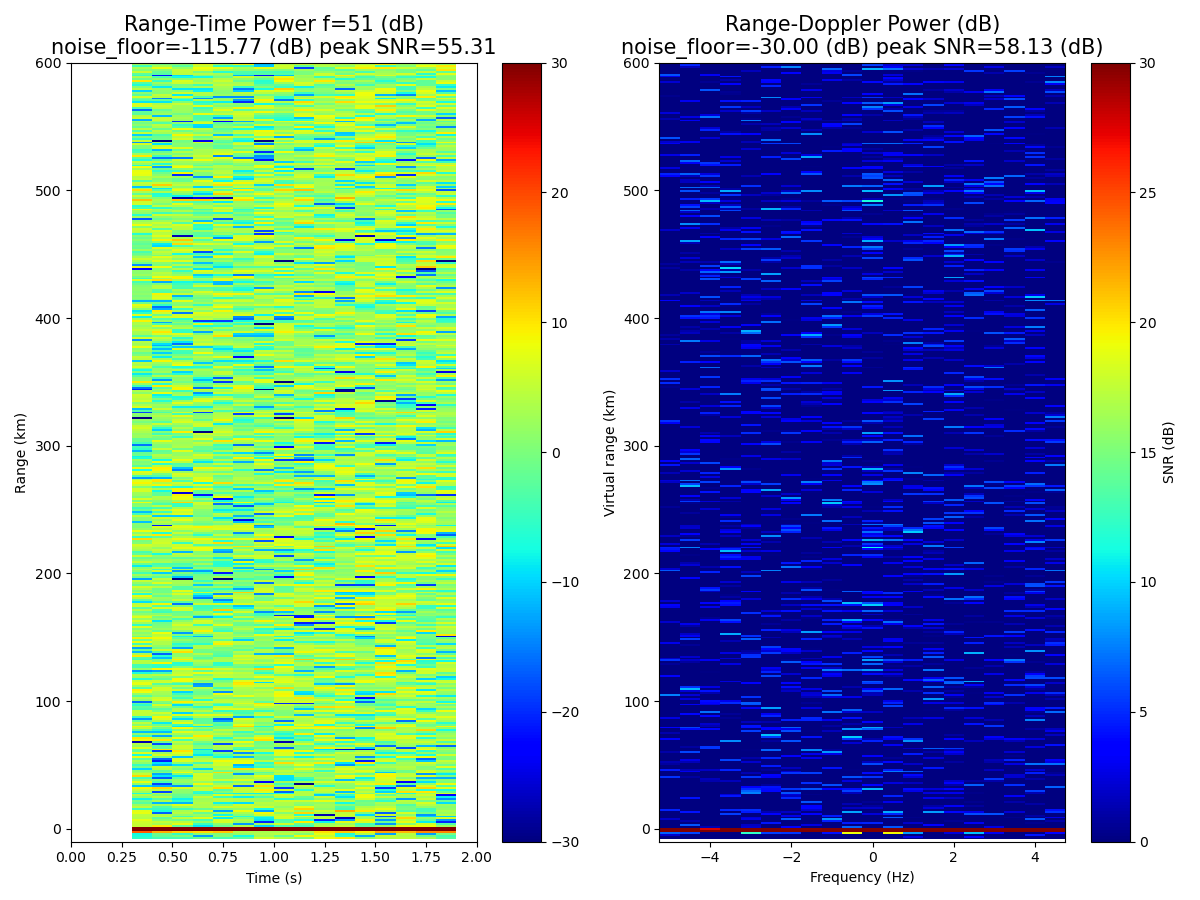 Range-Time Power f=51 (dB)
noise_floor=-115.77 (dB) peak SNR=55.31
600
500
400
300
200
100
0
Range (km)
0.00 0.25 0.50 0.75 1.00 1.25 1.50 1.75 2.00
Time (s)
30
20
10
0
−10
−20
−30
Range-Doppler Power (dB)
noise_floor=-30.00 (dB) peak SNR=58.13 (dB)
600
500
400
300
200
100
0
Virtual range (km)
−4 −2 0 2 4
Frequency (Hz)
30
25
20
15
10
5
0
SNR (dB)